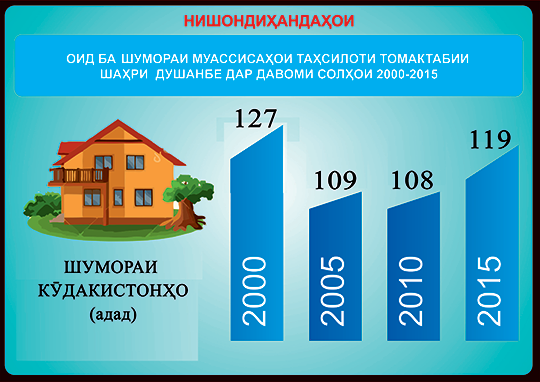 НИШОНДИҲАНДАҲОИ
ОИД БА ШУМОРАИ МУАССИСАҲОИ ТАҲСИЛОТИ ТОМАКТАБИИ
ШАҲРИ ДУШАНБЕ ДАР ДАВОМИ СОЛҲОИ 2000-2015
127
109
108
119
2000
2005
2010
2015
ШУМОРАИ
КӮДАКИСТОНҲО
(адад)